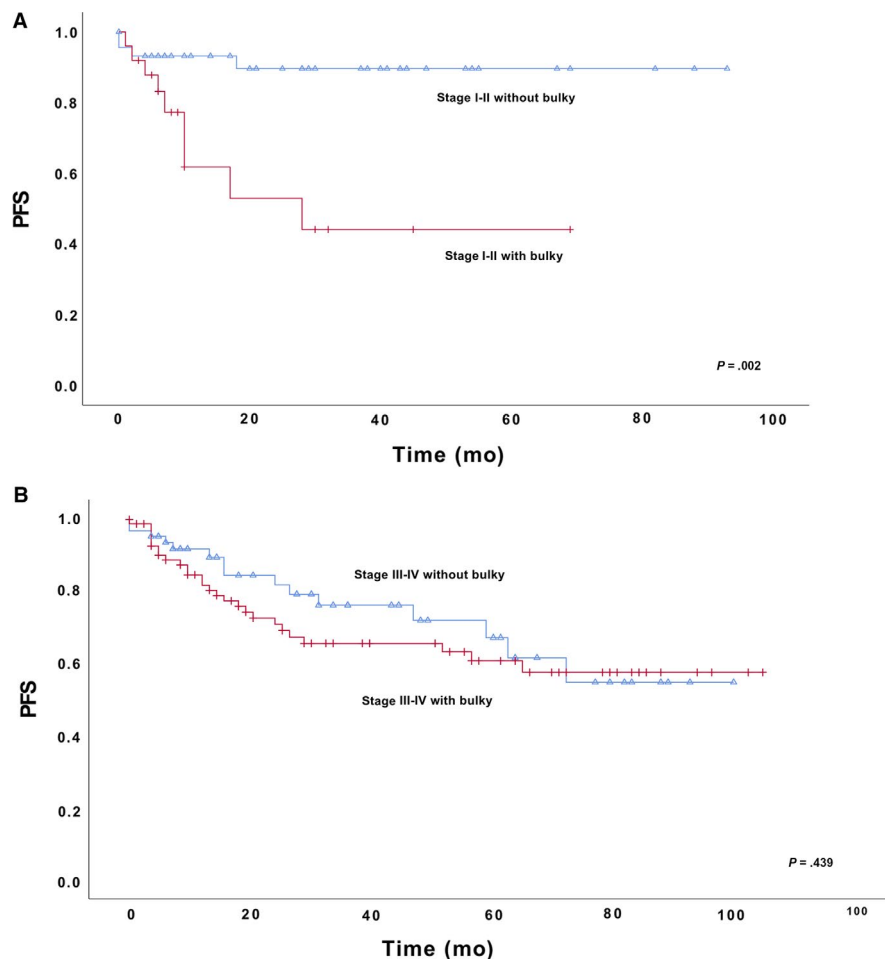 A
1.0
0.8
0.6
0.4
0.2
0.0
PFS
Stage I-II without bulky
Stage I-II with bulky
P = .002
0 20 40 60 80 100
Time (mo)
B
1.0
0.8
0.6
0.4
0.2
0.0
PFS
Stage III-IV without bulky
Stage III-IV with bulky
P = .439
0 20 40 60 80 100 100
Time (mo)